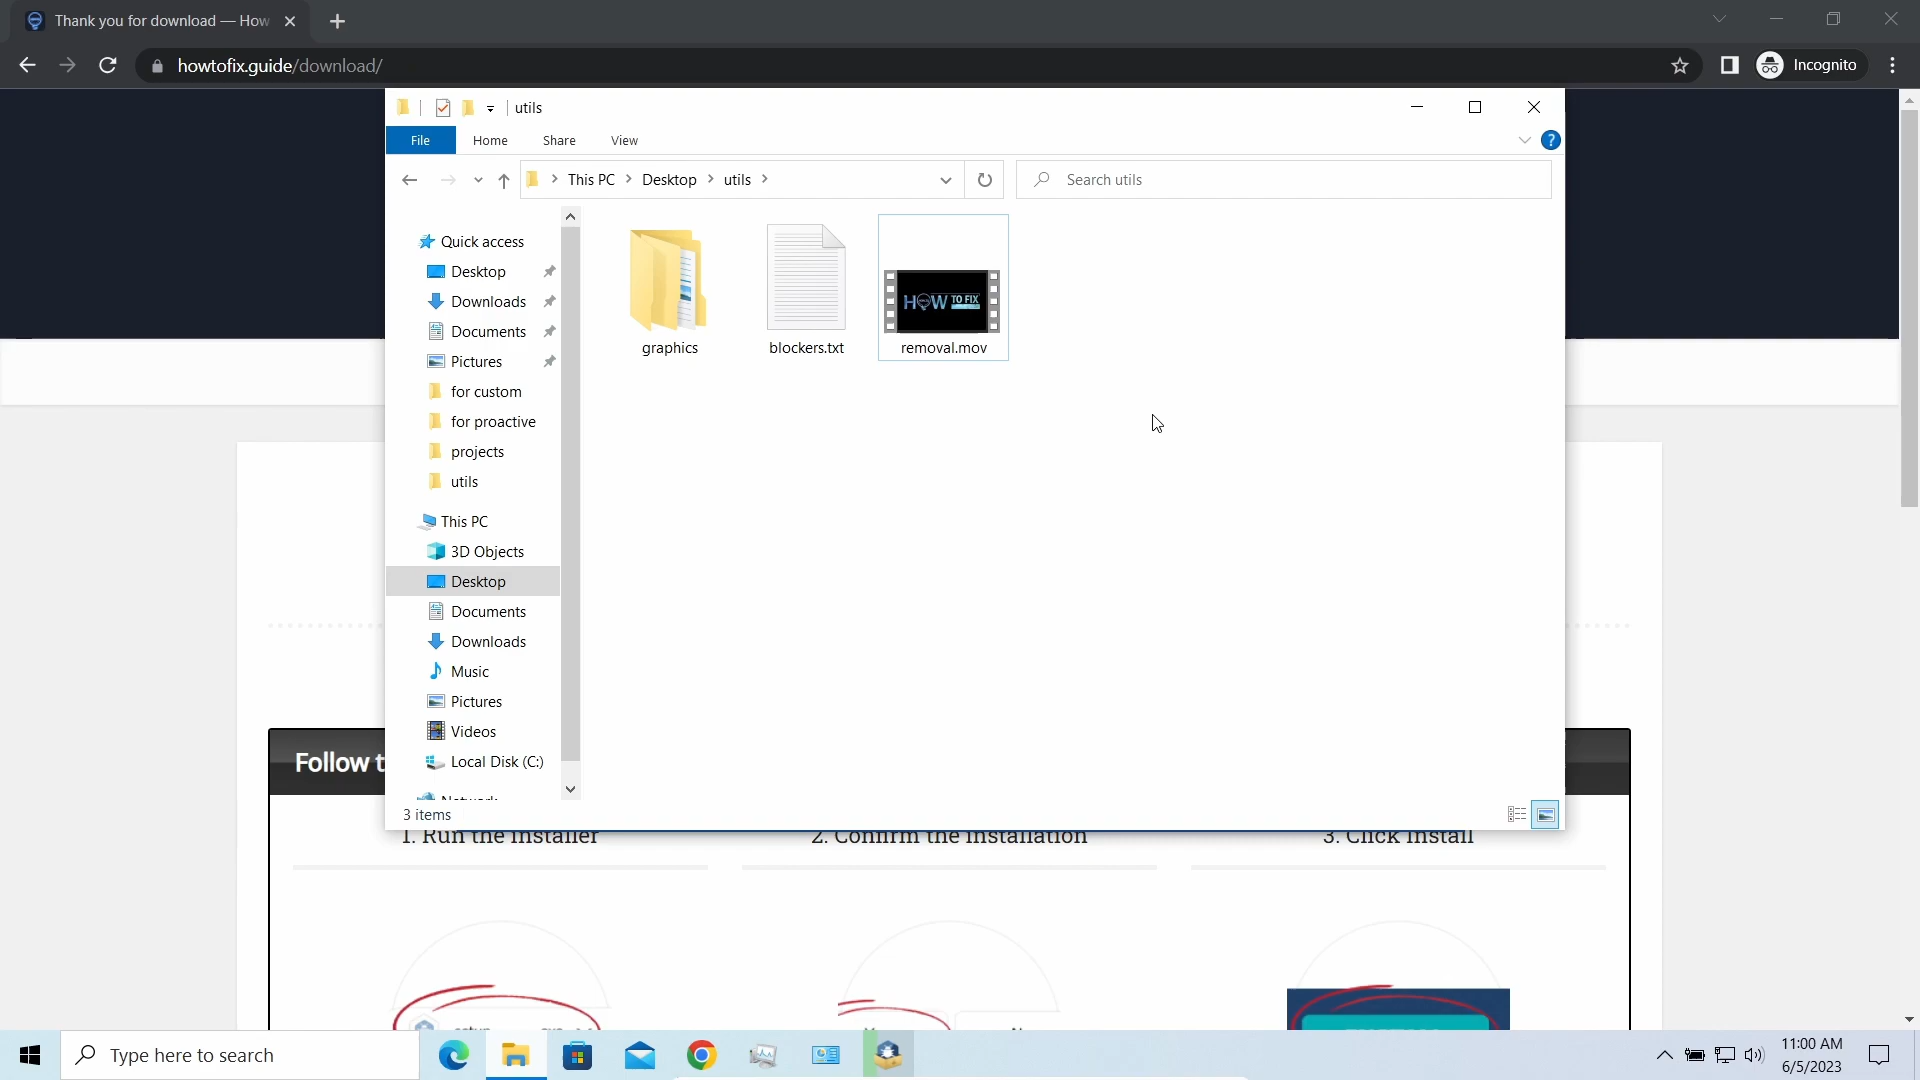 Thank you for download — How
howtofix.guide/download/
Incognito
utils
File
Home
Share
View
This PC
Desktop
utils
Search utils
Quick access
Desktop
Downloads
Documents
Pictures
for custom
for proactive
projects
utils
This PC
3D Objects
Desktop
Documents
Downloads
Music
Pictures
Videos
Local Disk (C:)
Network
graphics
blockers.txt
HOW TO FIX
removal.mov
3 items
Follow t
1. Run the installer
2. Confirm the installation
3. Click Install
Type here to search
11:00 AM
6/5/2023